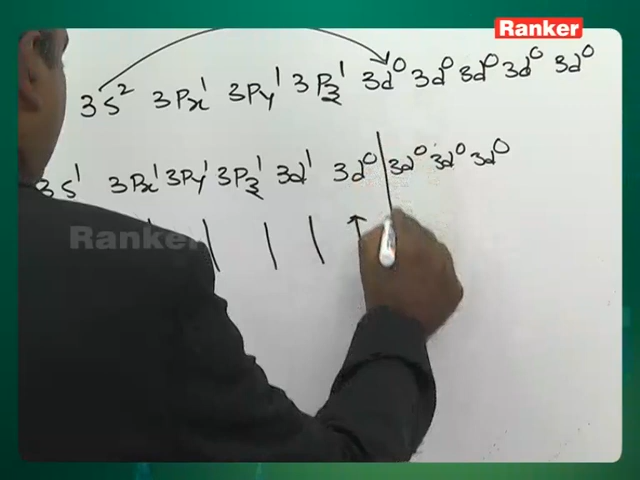 Ranker
3s² 3Px¹ 3Py¹ 3Pz¹ 3d⁰ 3d⁰ 3d⁰ 3d⁰ 3d⁰
3s¹ 3Px¹ 3Py¹ 3Pz¹ 3d¹ 3d⁰ 3d⁰ 3d⁰ 3d⁰
Ranker